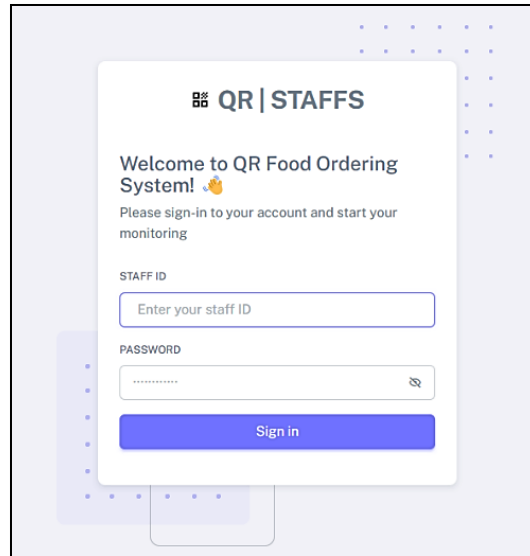 QR | STAFFS
Welcome to QR Food Ordering
System! 👋
Please sign-in to your account and start your
monitoring
STAFF ID
Enter your staff ID
PASSWORD
············
Sign in